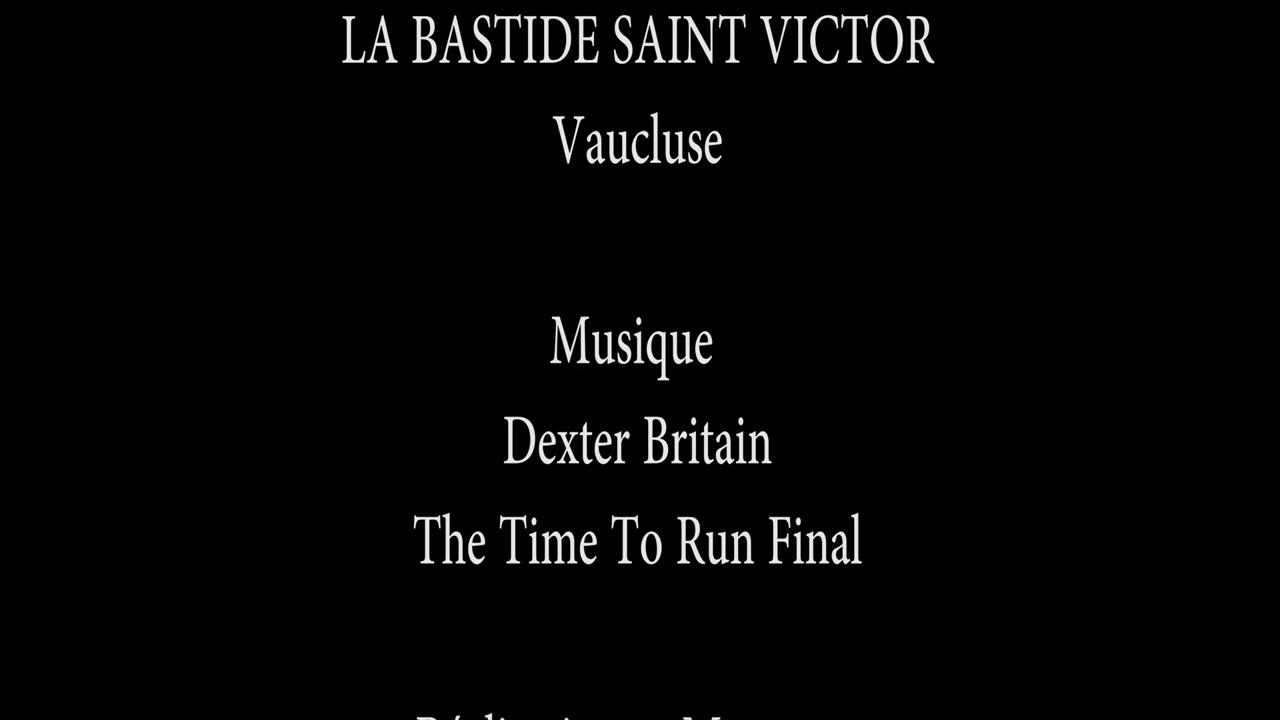 LA BASTIDE SAINT VICTOR
Vaucluse
Musique
Dexter Britain
The Time To Run Final